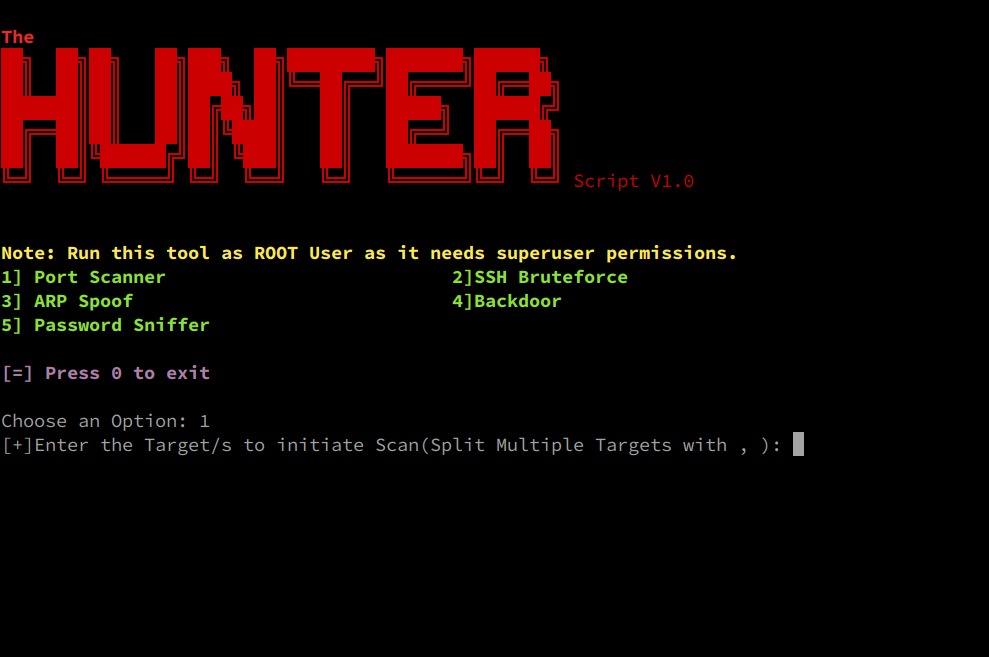 The
HUNTER
Script V1.0
Note: Run this tool as ROOT User as it needs superuser permissions.
1] Port Scanner 2]SSH Bruteforce
3] ARP Spoof 4]Backdoor
5] Password Sniffer
[=] Press 0 to exit
Choose an Option: 1
[+]Enter the Target/s to initiate Scan(Split Multiple Targets with , ):